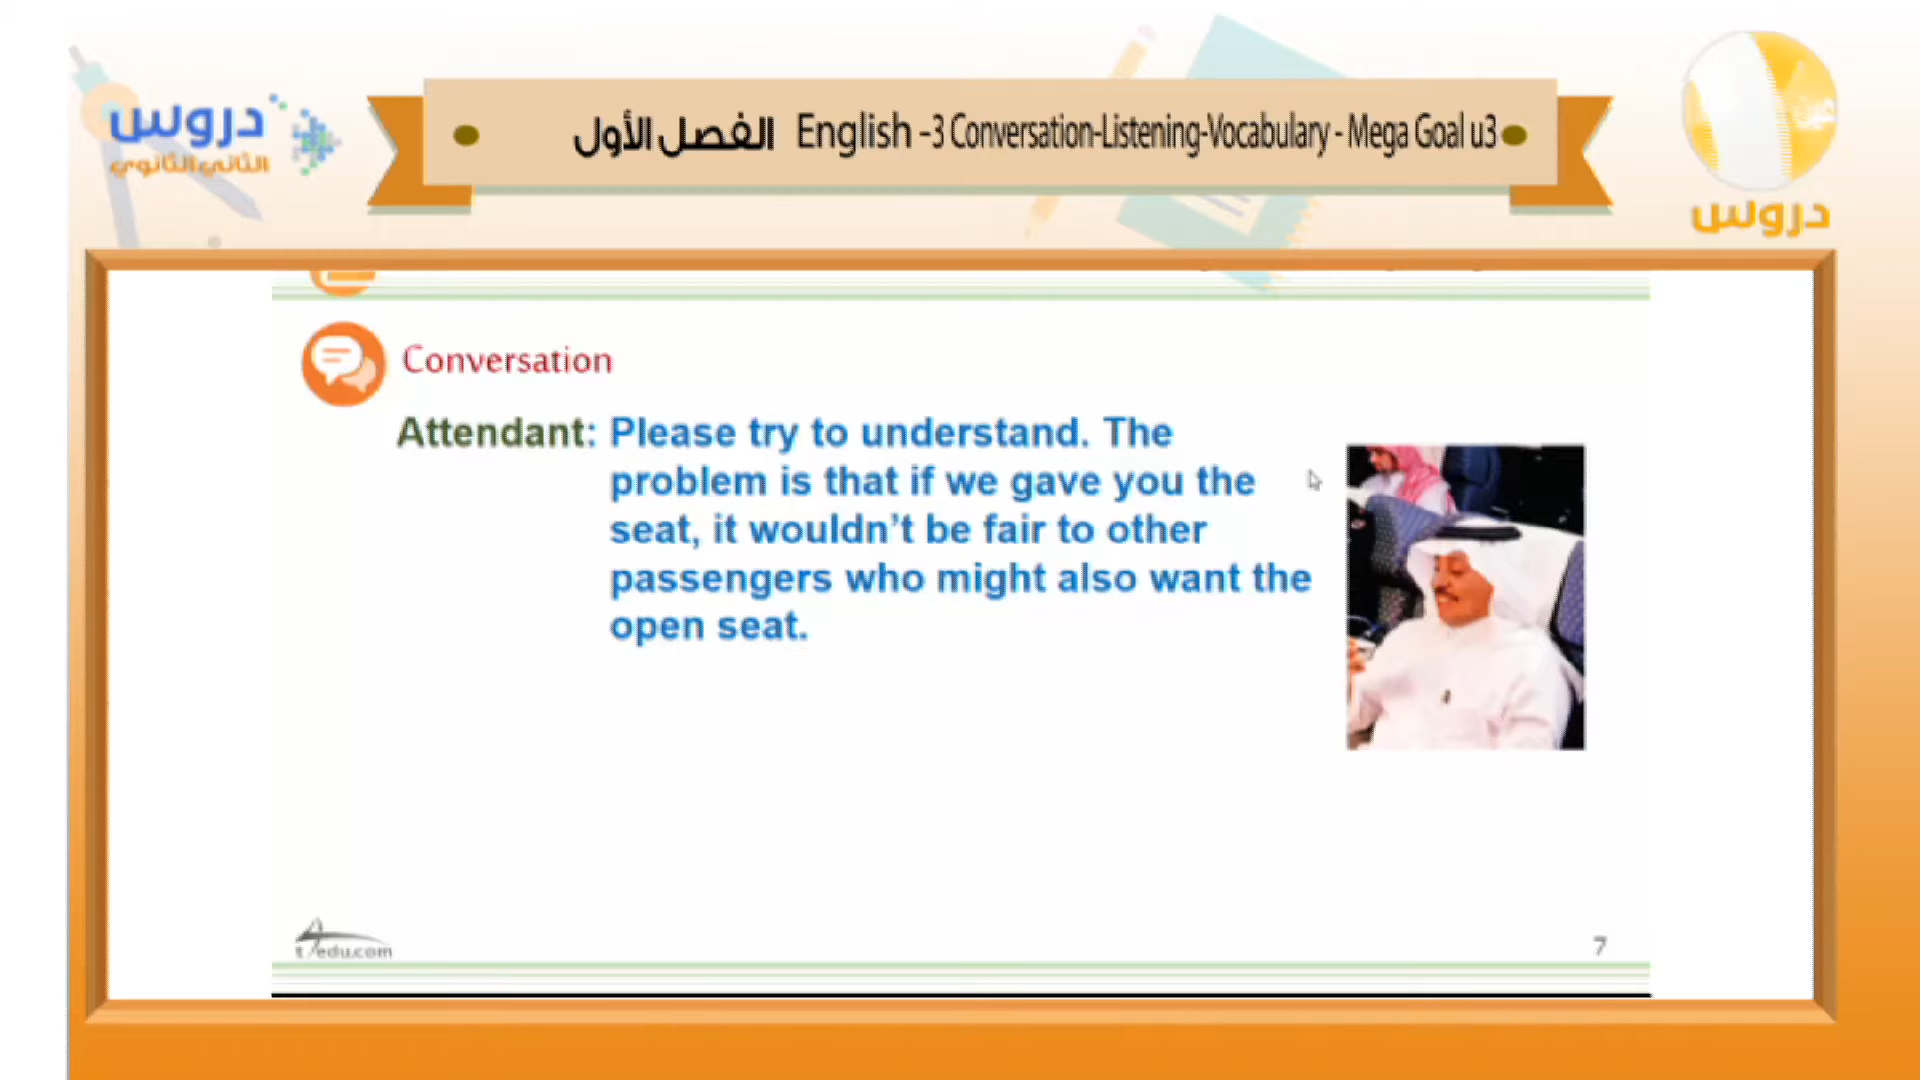 دروس
الثاني الثانوي
English -3 Conversation-Listening-Vocabulary - Mega Goal u3 الفصل الأول
عين
دروس
Conversation
Attendant: Please try to understand. The
problem is that if we gave you the
seat, it wouldn't be fair to other
passengers who might also want the
open seat.
t4edu.com
7